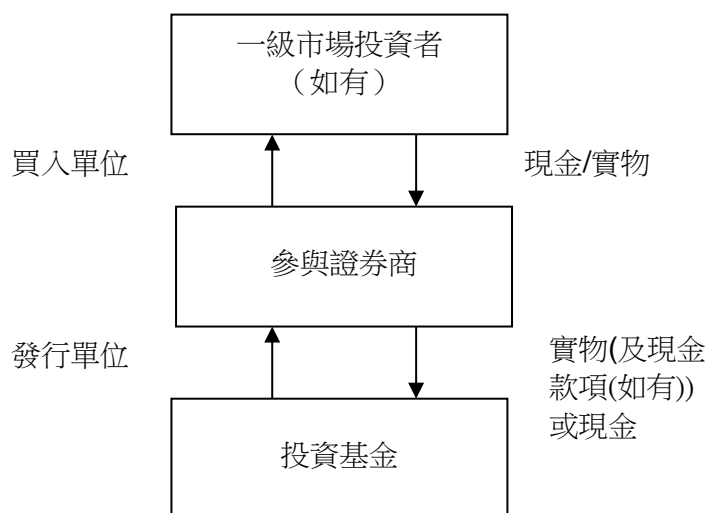 一級市場投資者
（如有）
買入單位
現金/實物
參與證券商
發行單位
實物(及現金
款項(如有))
或現金
投資基金